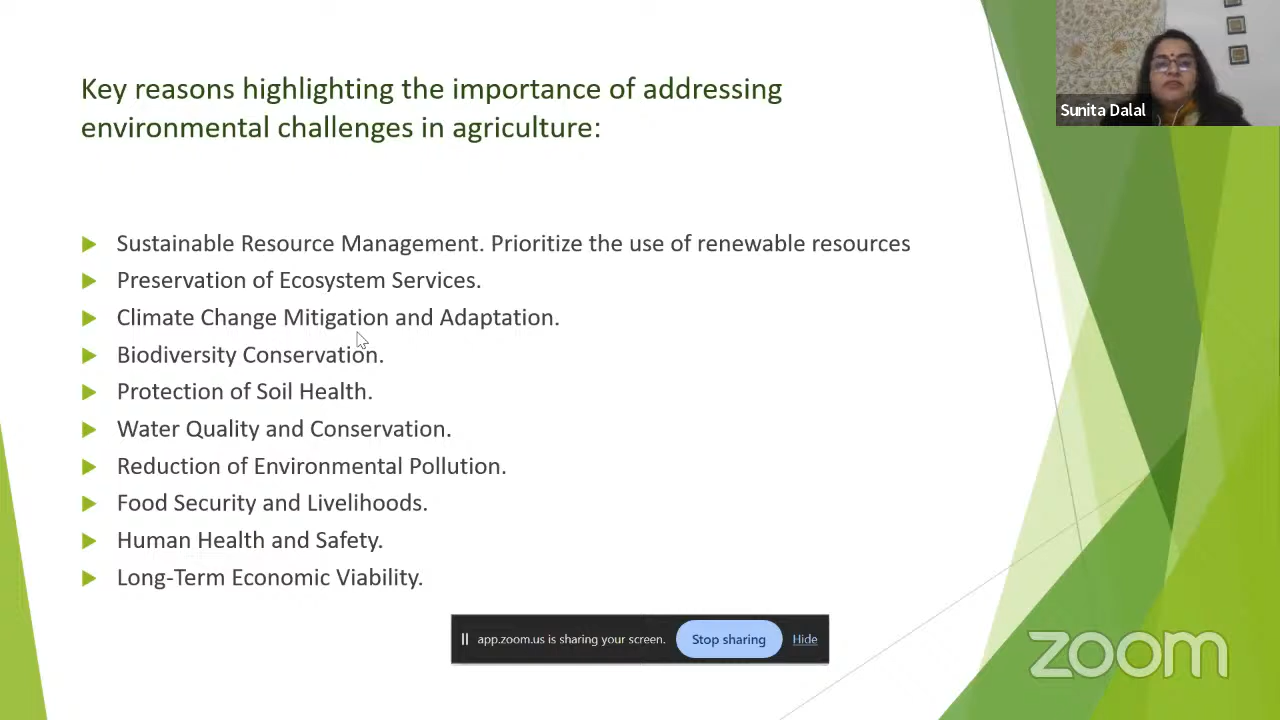 Key reasons highlighting the importance of addressing
environmental challenges in agriculture:
Sunita Dalal
Sustainable Resource Management. Prioritize the use of renewable resources
Preservation of Ecosystem Services.
Climate Change Mitigation and Adaptation.
Biodiversity Conservation.
Protection of Soil Health.
Water Quality and Conservation.
Reduction of Environmental Pollution.
Food Security and Livelihoods.
Human Health and Safety.
Long-Term Economic Viability.
app.zoom.us is sharing your screen. Stop sharing Hide
zoom